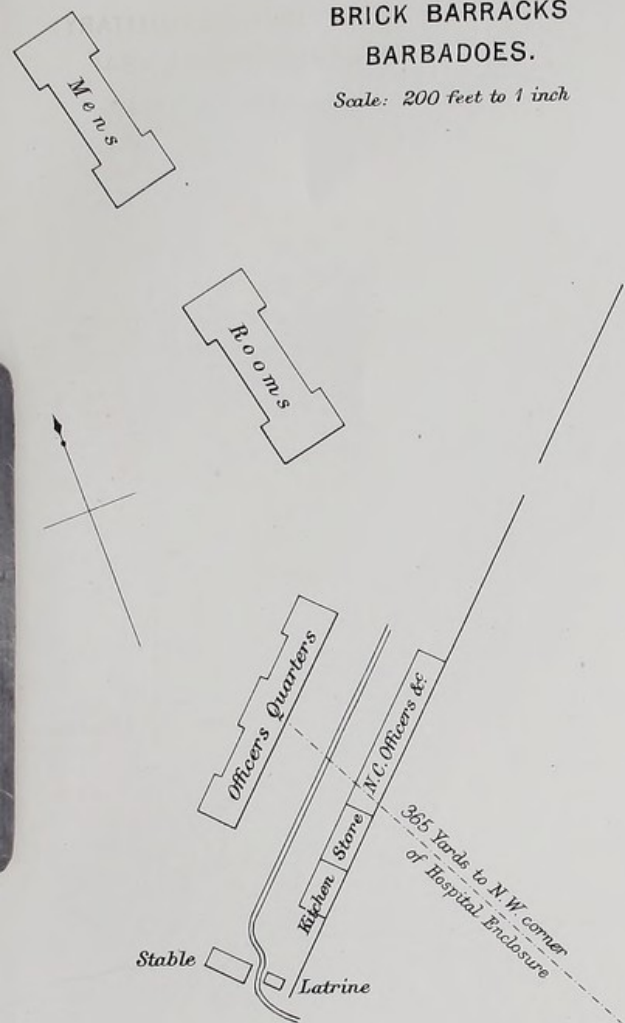 BRICK BARRACKS
BARBADOES.
Scale: 200 feet to 1 inch
Mens
Rooms
Officers Quarters
N.C. Officers &c.
Store
Kitchen
365 Yards to N.W. corner
of Hospital Enclosure
Stable
Latrine